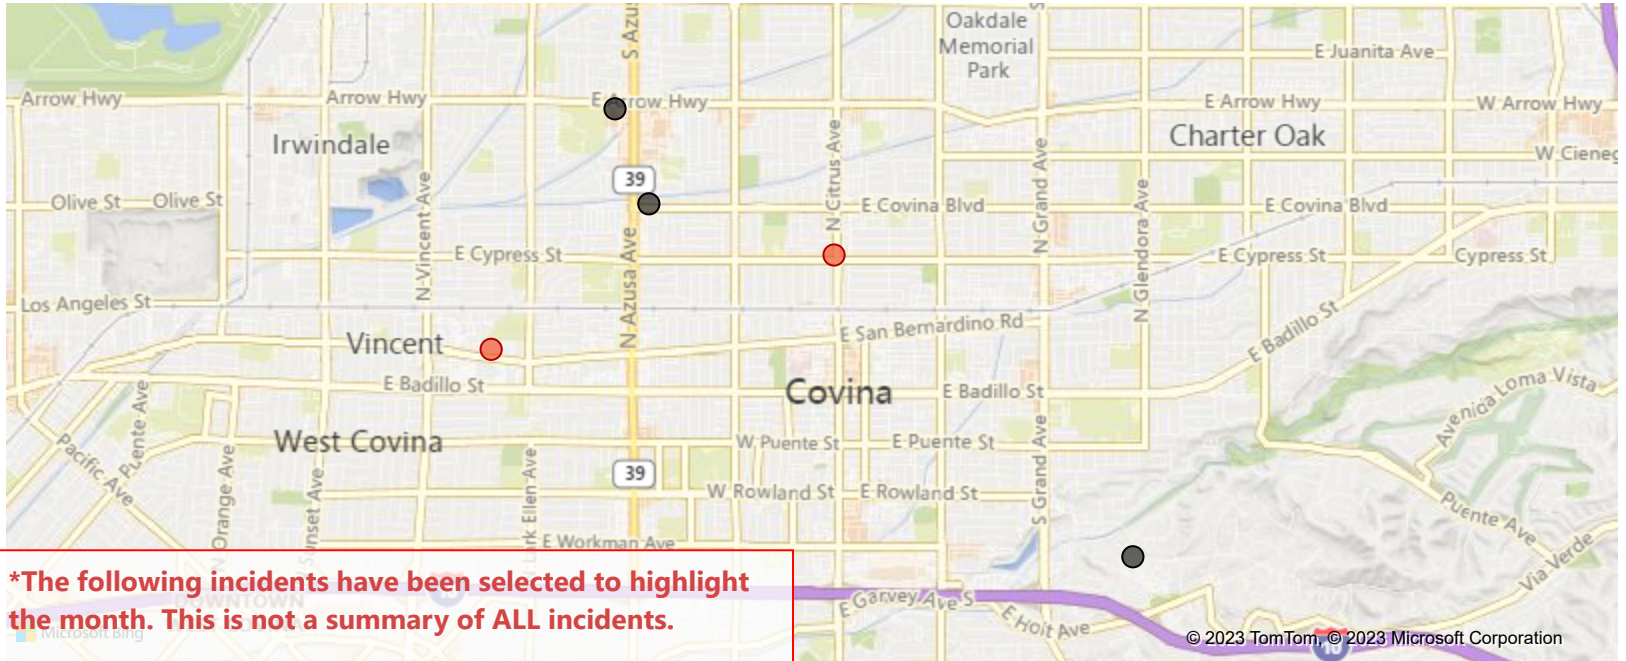 S Azus
Oakdale
Memorial
Park
S
E Juanita Ave
Arrow Hwy
Arrow Hwy
E Arrow Hwy
E Arrow Hwy
W Arrow Hwy
Irwindale
Charter Oak
W Cieneg
39
N Citrus Ave
N Grand Ave
N Vincent Ave
N Glendora Ave
Olive St
Olive St
E Covina Blvd
E Covina Blvd
N Azusa Ave
E Cypress St
E Cypress St
Cypress St
Los Angeles St
E San Bernardino Rd
E Badillo St
Vincent
E Badillo St
Covina
E Badillo St
Avenida Loma Vista
Puente Ave
West Covina
W Puente St
E Puente St
Pacific Ave
39
S Grand Ave
W Rowland St
E Rowland St
N Orange Ave
Sunset Ave
Lark Ellen Ave
Puente Ave
E Workman Ave
Via Verde
*The following incidents have been selected to highlight
the month. This is not a summary of ALL incidents.
DOWNTOWN
E Garvey Ave S
E Holt Ave
Microsoft Bing
10
© 2023 TomTom, © 2023 Microsoft Corporation